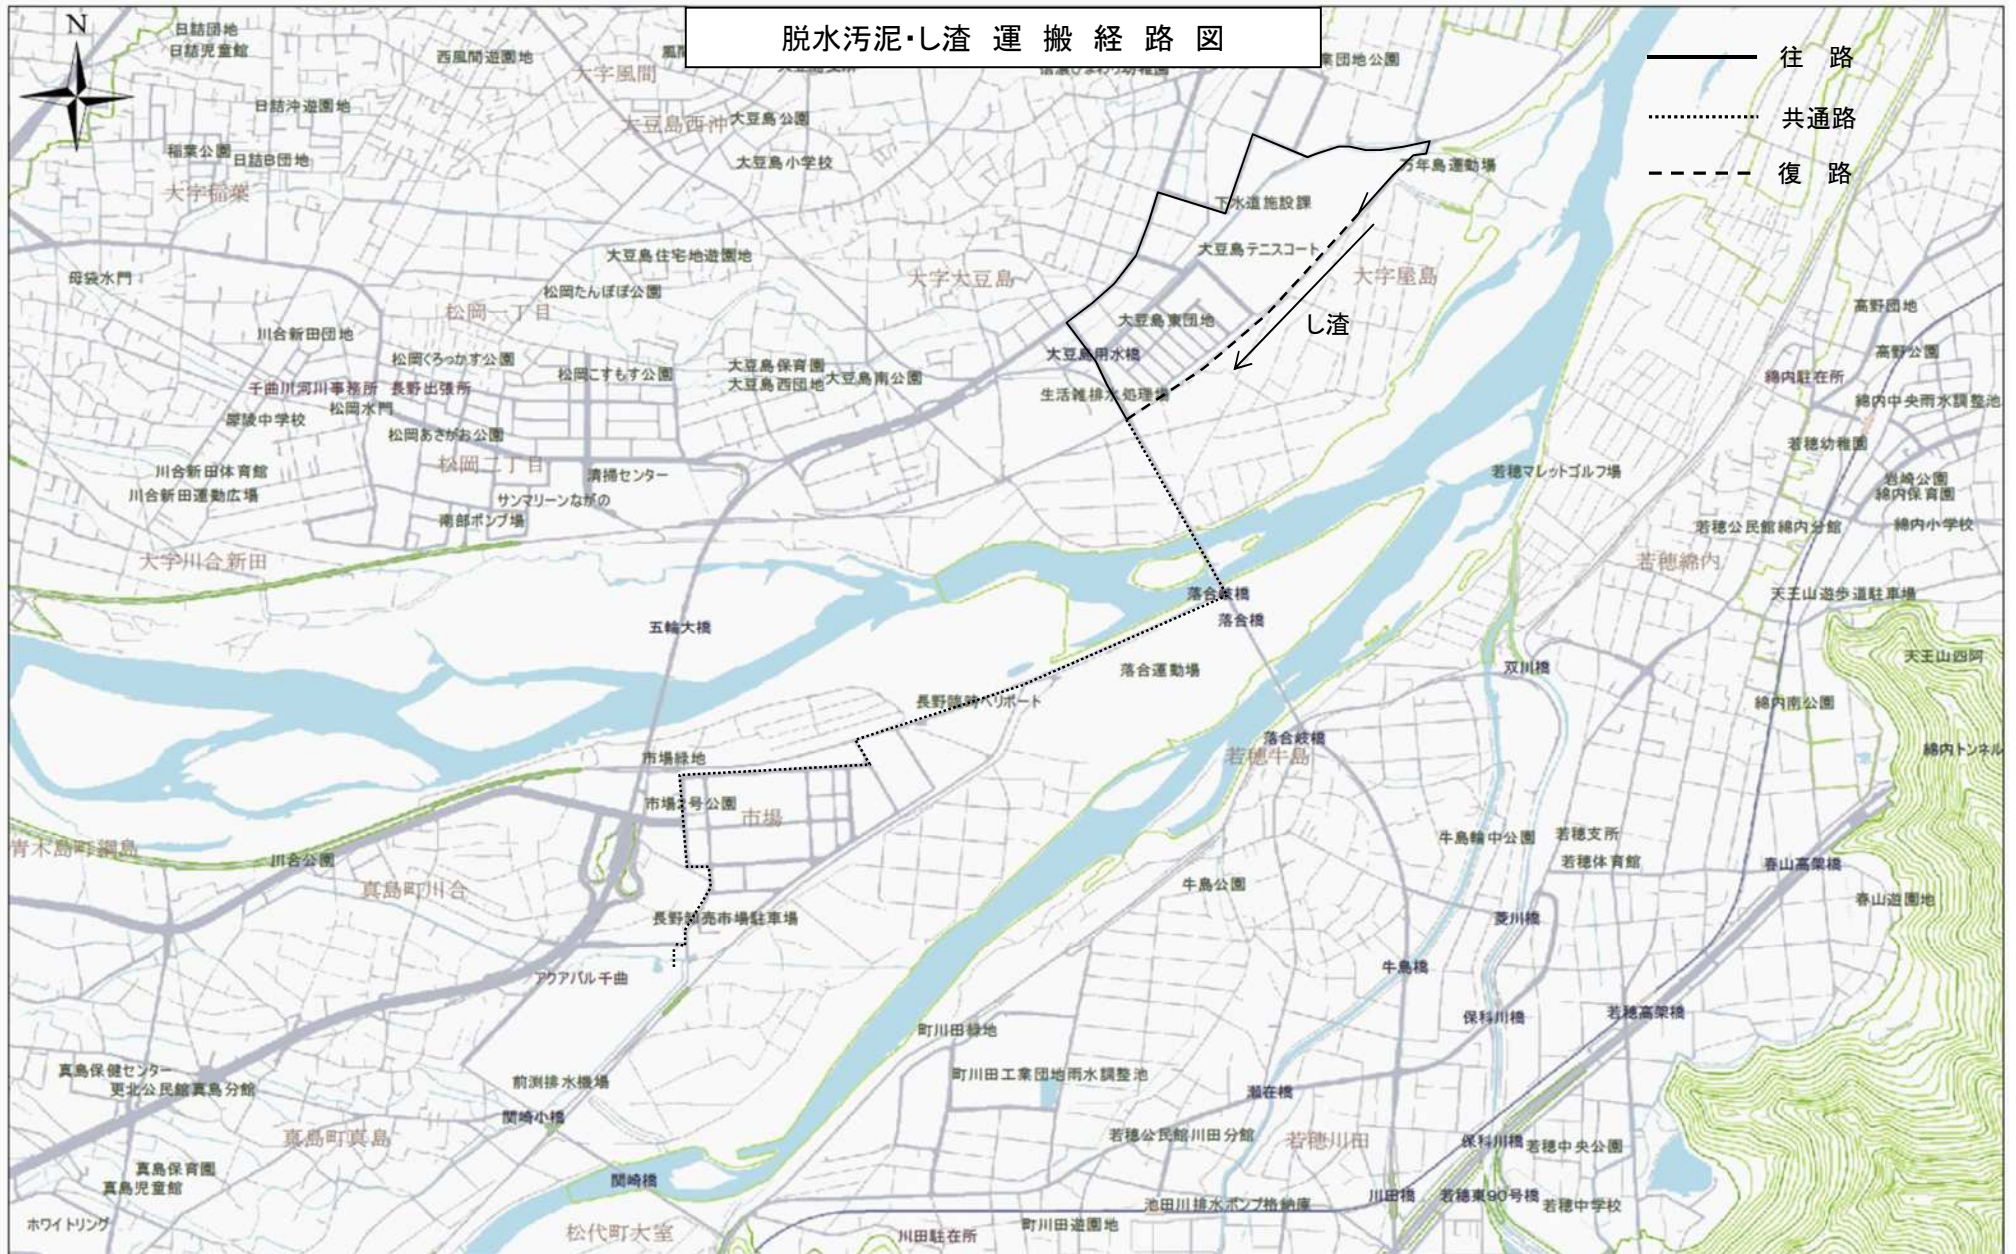 脱水汚泥・し渣 運 搬 経 路 図
N
往 路
共通路
復 路
日詰団地
日詰児童館
西風間遊園地
大字風間
業団地公園
日詰沖遊園地
大豆島西沖
大豆島公園
稲葉公園
日詰B団地
大豆島小学校
万年島運動場
大字稲葉
下水道施設課
母袋水門
大豆島住宅地遊園地
大豆島テニスコート
大字大豆島
大字屋島
松岡たんぽぽ公園
松岡一丁目
高野団地
川合新田団地
大豆島東団地
し渣
松岡くろっかす公園
大豆島用水橋
高野公園
松岡こすもす公園
大豆島保育園
大豆島西団地
大豆島南公園
綿内駐在所
千曲川河川事務所 長野出張所
松岡水門
生活雑排水処理場
綿内中央雨水調整池
犀陵中学校
松岡あさがお公園
若穂幼稚園
松岡二丁目
川合新田体育館
清掃センター
若穂マレットゴルフ場
岩崎公園
川合新田運動広場
サンマリーンながの
綿内保育園
南部ポンプ場
若穂公民館綿内分館
綿内小学校
大字川合新田
若穂綿内
落合岐橋
天王山遊歩道駐車場
五輪大橋
落合橋
天王山四阿
落合運動場
双川橋
長野臨時ヘリポート
綿内南公園
落合岐橋
若穂牛島
綿内トンネル
市場緑地
市場2号公園
市場
青木島町綱島
川合公園
牛島輪中公園
若穂支所
若穂体育館
春山高架橋
真島町川合
牛島公園
春山遊園地
長野卸売市場駐車場
菱川橋
アクアパル千曲
牛島橋
保科川橋
若穂高架橋
町川田緑地
真島保健センター
更北公民館真島分館
前渕排水機場
町川田工業団地雨水調整池
瀬在橋
関崎小橋
真島町真島
若穂公民館川田分館
若穂川田
保科川橋
若穂中央公園
真島保育園
真島児童館
関崎橋
川田橋
若穂東90号橋
若穂中学校
池田川排水ポンプ格納庫
ホワイトリング
松代町大室
川田駐在所
町川田遊園地